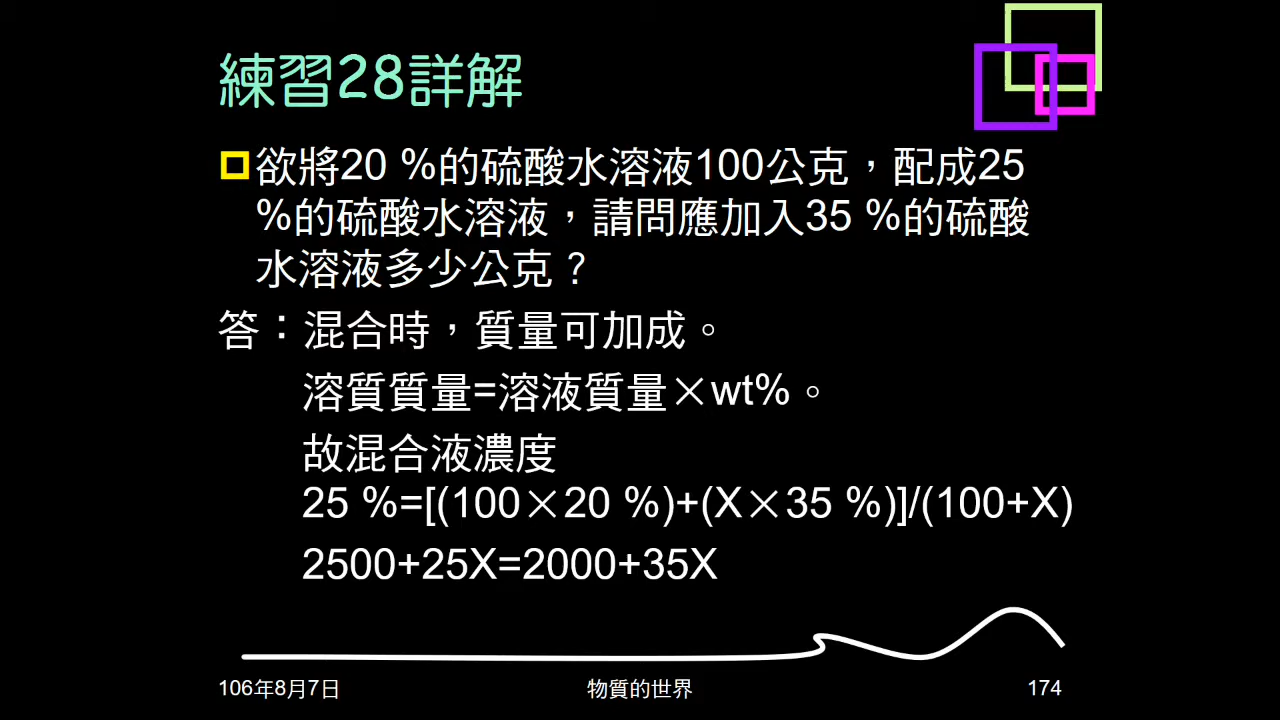 練習28詳解
欲將20 %的硫酸水溶液100公克，配成25
%的硫酸水溶液，請問應加入35 %的硫酸
水溶液多少公克？
答：混合時，質量可加成。
溶質質量=溶液質量×wt%。
故混合液濃度
25 %=[(100×20 %)+(X×35 %)]/(100+X)
2500+25X=2000+35X
106年8月7日
物質的世界
174